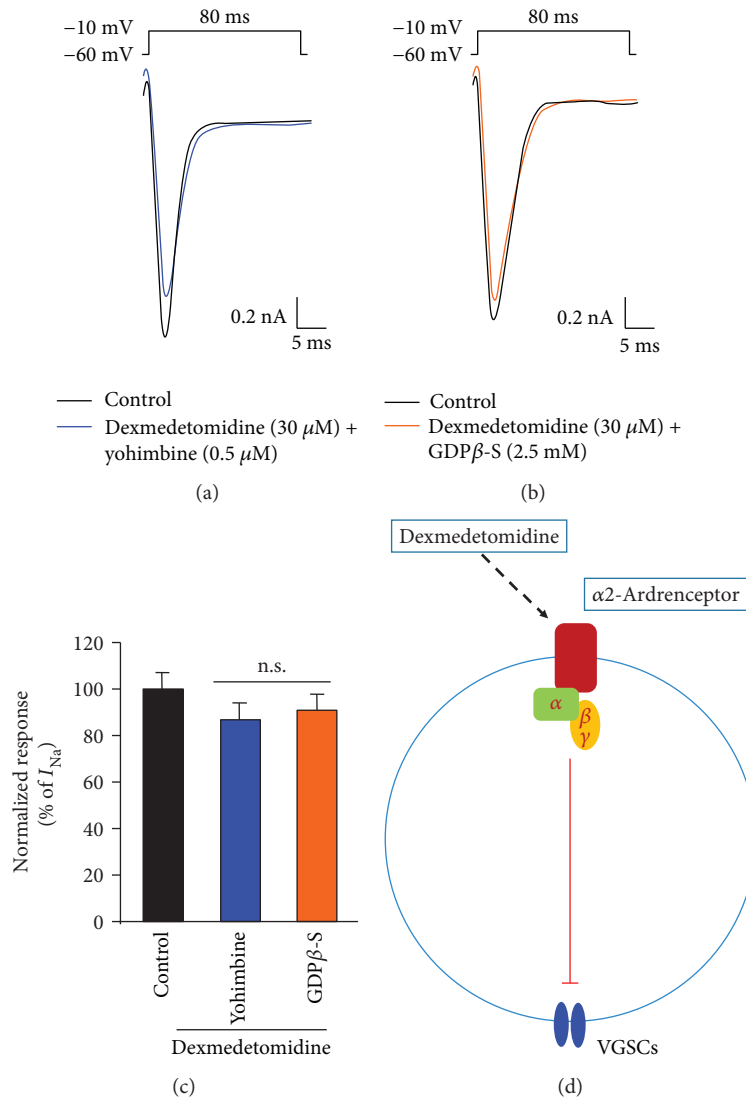 −10 mV
−60 mV
80 ms
0.2 nA
5 ms
Control
Dexmedetomidine (30 μM) +
yohimbine (0.5 μM)
(a)
−10 mV
−60 mV
80 ms
0.2 nA
5 ms
Control
Dexmedetomidine (30 μM) +
GDPβ-S (2.5 mM)
(b)
Normalized response
(% of I_Na)
120
100
80
60
40
20
0
n.s.
Control
Yohimbine
GDPβ-S
Dexmedetomidine
(c)
Dexmedetomidine
α2-Ardrenceptor
α
β
γ
VGSCs
(d)